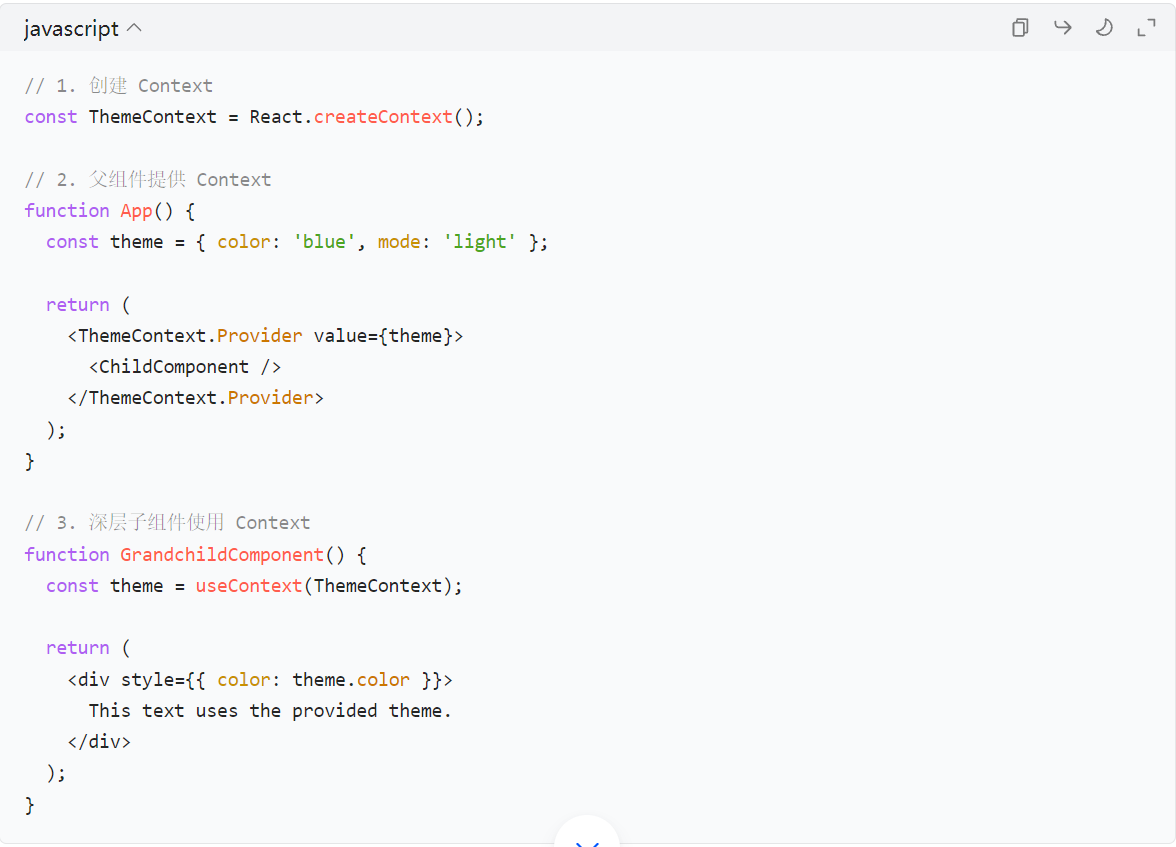 javascript
// 1. 创建 Context
const ThemeContext = React.createContext();
// 2. 父组件提供 Context
function App() {
  const theme = { color: 'blue', mode: 'light' };
  return (
    <ThemeContext.Provider value={theme}>
      <ChildComponent />
    </ThemeContext.Provider>
  );
}
// 3. 深层子组件使用 Context
function GrandchildComponent() {
  const theme = useContext(ThemeContext);
  return (
    <div style={{ color: theme.color }}>
      This text uses the provided theme.
    </div>
  );
}